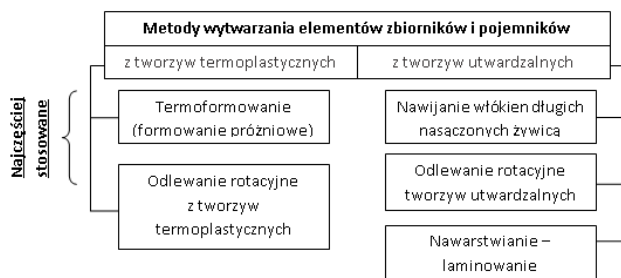 Metody wytwarzania elementów zbiorników i pojemników
z tworzyw termoplastycznych
z tworzyw utwardzalnych
Najczęściej
stosowane
Termoformowanie
(formowanie próżniowe)
Odlewanie rotacyjne
z tworzyw
termoplastycznych
Nawijanie włókien długich
nasączonych żywicą
Odlewanie rotacyjne
tworzyw utwardzalnych
Nawarstwianie –
laminowanie